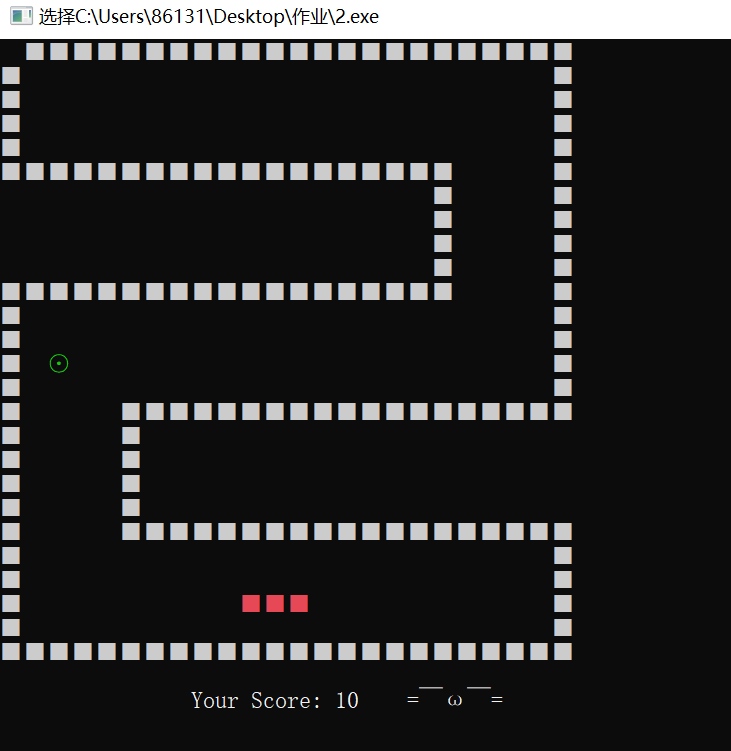 选择C:\Users\86131\Desktop\作业\2.exe
Your Score: 10 =￣ω￣=